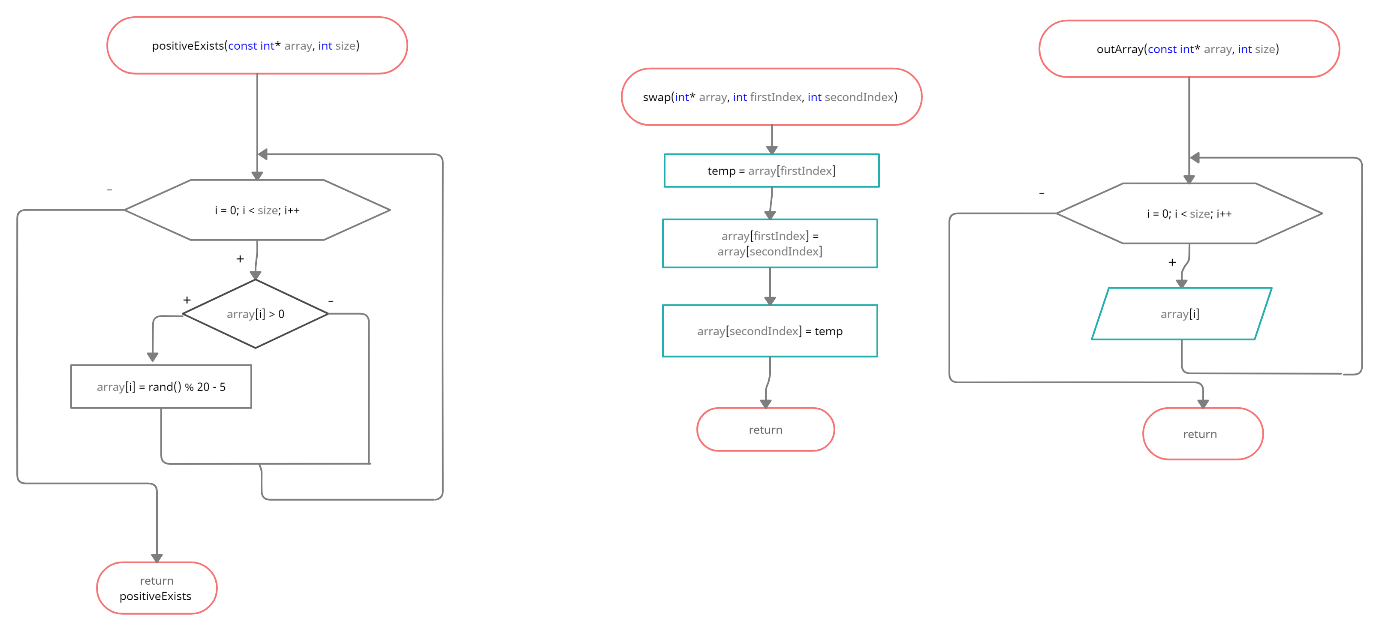 positiveExists(const int* array, int size)
–
i = 0; i < size; i++
+
+
–
array[i] > 0
array[i] = rand() % 20 - 5
return
positiveExists
swap(int* array, int firstIndex, int secondIndex)
temp = array[firstIndex]
array[firstIndex] =
array[secondIndex]
array[secondIndex] = temp
return
outArray(const int* array, int size)
–
i = 0; i < size; i++
+
array[i]
return